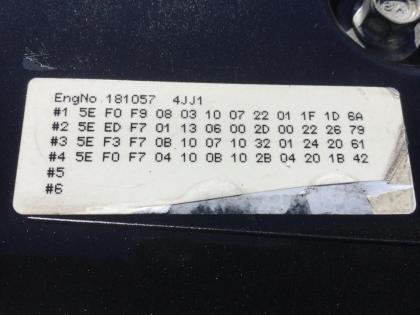 EngNo.181057 4JJ1
#1 5E F0 F9 08 03 10 07 22 01 1F 1D 6A
#2 5E ED F7 01 13 06 00 2D 00 22 26 79
#3 5E F3 F7 0B 10 07 10 32 01 24 20 61
#4 5E F0 F7 04 10 0B 10 2B 04 20 1B 42
#5
#6